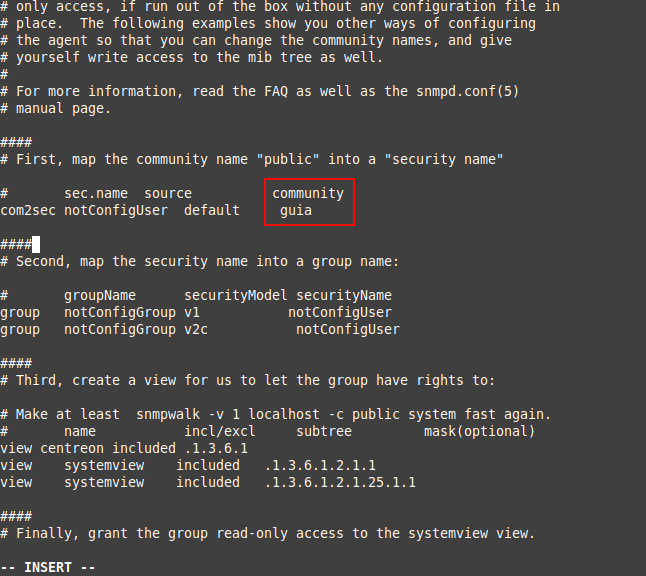 # only access, if run out of the box without any configuration file in
# place.  The following examples show you other ways of configuring
# the agent so that you can change the community names, and give
# yourself write access to the mib tree as well.
#
# For more information, read the FAQ as well as the snmpd.conf(5)
# manual page.
####
# First, map the community name "public" into a "security name"
#       sec.name  source          community
com2sec notConfigUser  default     guia
####
# Second, map the security name into a group name:
#       groupName      securityModel securityName
group   notConfigGroup v1           notConfigUser
group   notConfigGroup v2c           notConfigUser
####
# Third, create a view for us to let the group have rights to:
# Make at least  snmpwalk -v 1 localhost -c public system fast again.
#       name           incl/excl     subtree         mask(optional)
view centreon included .1.3.6.1
view    systemview    included   .1.3.6.1.2.1.1
view    systemview    included   .1.3.6.1.2.1.25.1.1
####
# Finally, grant the group read-only access to the systemview view.
-- INSERT --